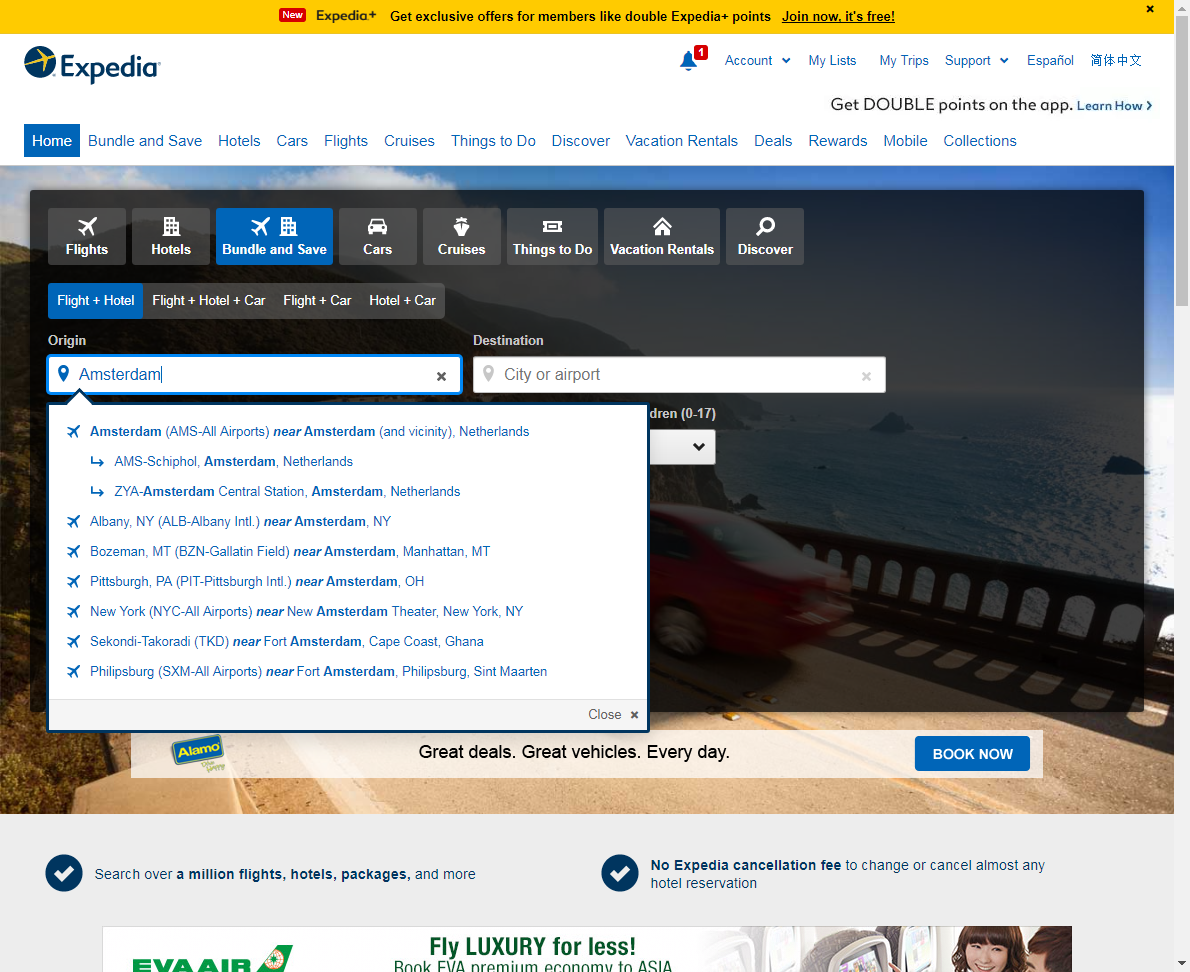 New Expedia+ Get exclusive offers for members like double Expedia+ points Join now, it's free!
Expedia
1 Account My Lists My Trips Support Español 简体中文
Get DOUBLE points on the app. Learn How
Home Bundle and Save Hotels Cars Flights Cruises Things to Do Discover Vacation Rentals Deals Rewards Mobile Collections
Flights Hotels Bundle and Save Cars Cruises Things to Do Vacation Rentals Discover
Flight + Hotel Flight + Hotel + Car Flight + Car Hotel + Car
Origin Destination
Amsterdam City or airport
dren (0-17)
Amsterdam (AMS-All Airports) near Amsterdam (and vicinity), Netherlands
AMS-Schiphol, Amsterdam, Netherlands
ZYA-Amsterdam Central Station, Amsterdam, Netherlands
Albany, NY (ALB-Albany Intl.) near Amsterdam, NY
Bozeman, MT (BZN-Gallatin Field) near Amsterdam, Manhattan, MT
Pittsburgh, PA (PIT-Pittsburgh Intl.) near Amsterdam, OH
New York (NYC-All Airports) near New Amsterdam Theater, New York, NY
Sekondi-Takoradi (TKD) near Fort Amsterdam, Cape Coast, Ghana
Philipsburg (SXM-All Airports) near Fort Amsterdam, Philipsburg, Sint Maarten
Close
Alamo Great deals. Great vehicles. Every day. BOOK NOW
Search over a million flights, hotels, packages, and more
No Expedia cancellation fee to change or cancel almost any
hotel reservation
Fly LUXURY for less!
EVA AIR Book EVA premium economy to ASIA